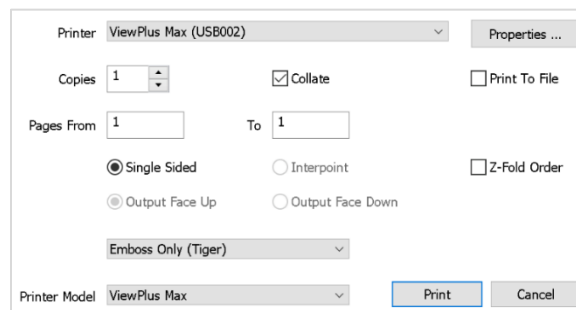 Printer ViewPlus Max (USB002) Properties ...
Copies 1 Collate Print To File
Pages From 1 To 1
Single Sided Interpoint Z-Fold Order
Output Face Up Output Face Down
Emboss Only (Tiger)
Printer Model ViewPlus Max Print Cancel